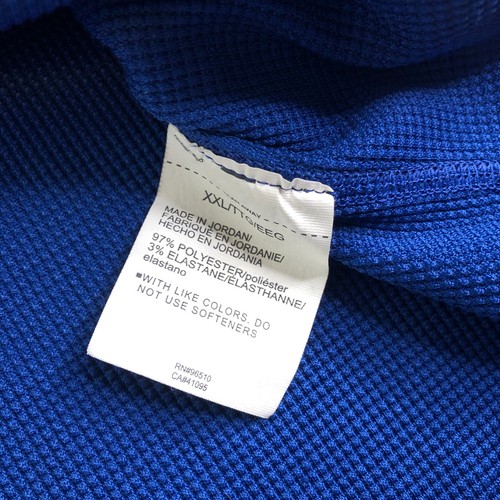 XXL/TTG/EEG
MADE IN JORDAN/
FABRIQUÉ EN JORDANIE/
HECHO EN JORDANIA
97% POLYESTER/poliéster
3% ELASTANE/ÉLASTHANNE/
elastano
■WITH LIKE COLORS, DO
NOT USE SOFTENERS
RN#96510
CA#41095